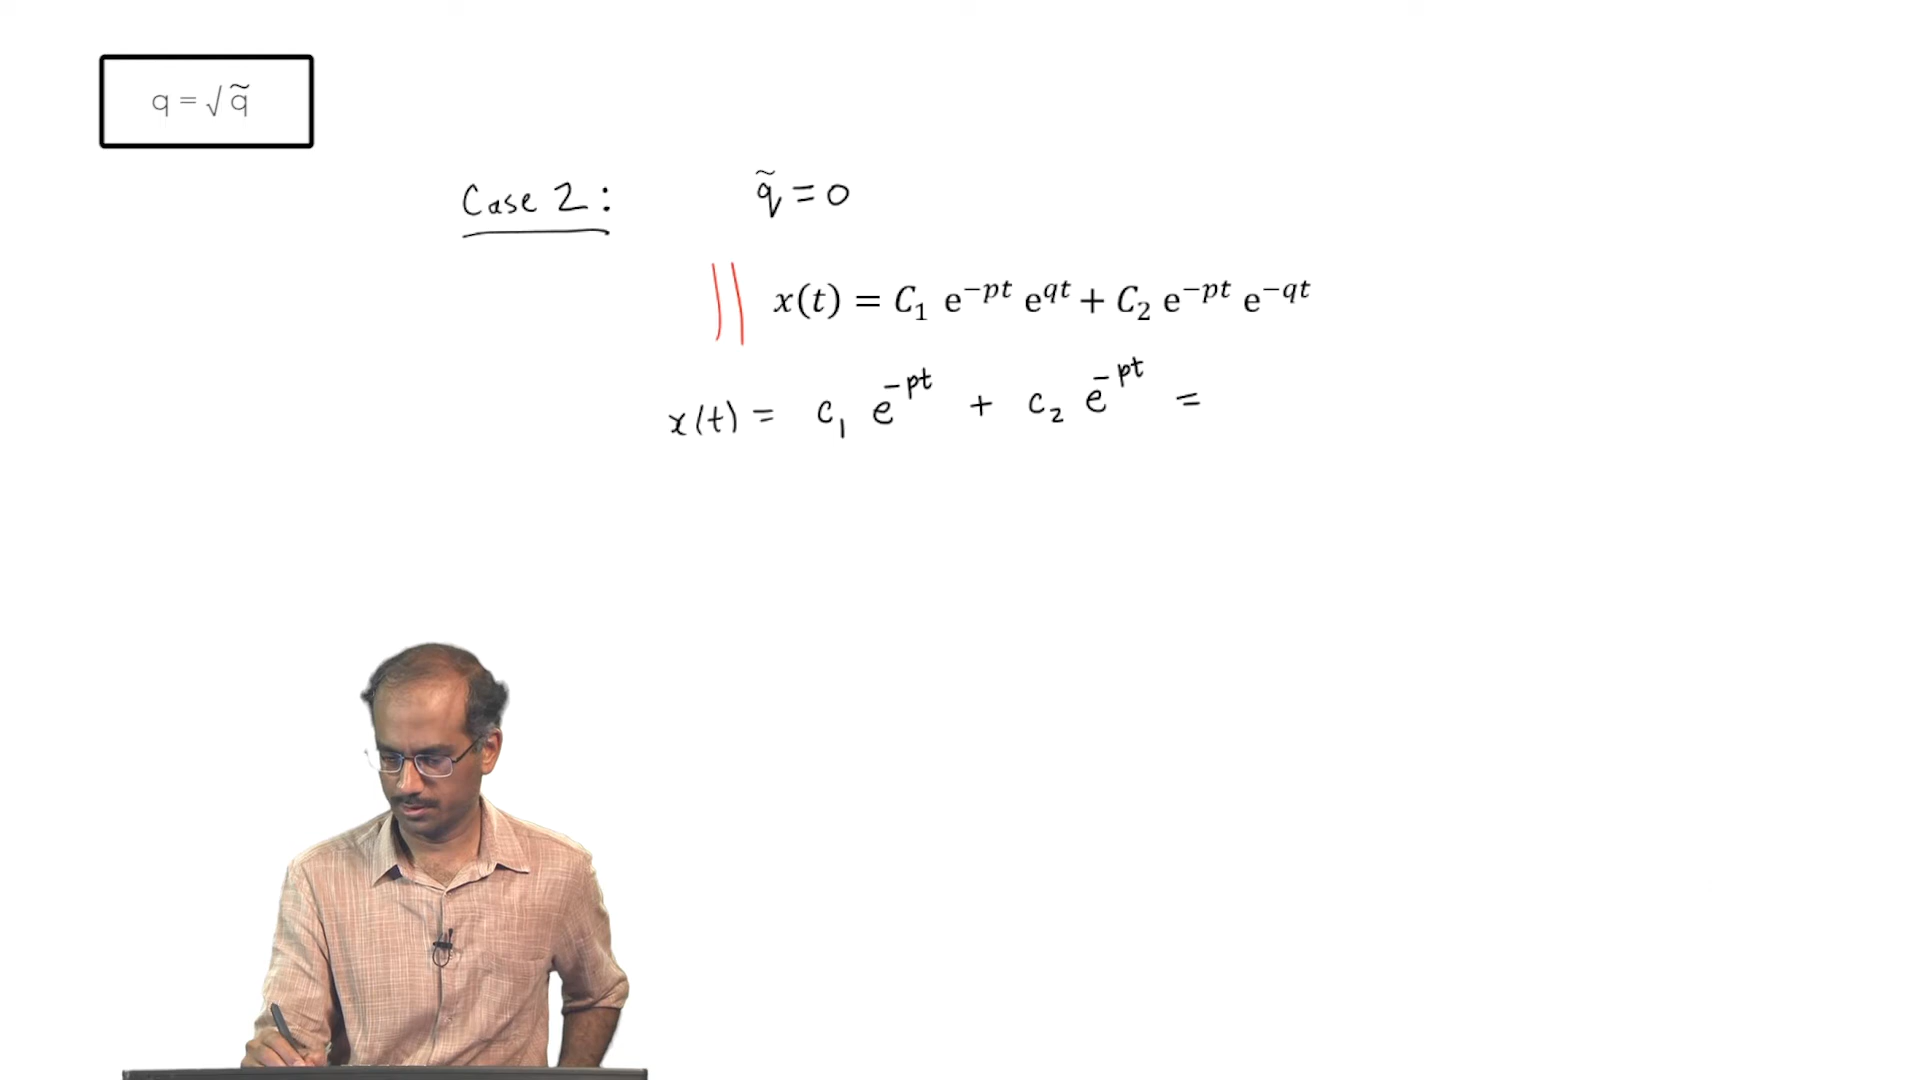 q = √q̃
Case 2: q̃ = 0
x(t) = C₁ e⁻ᵖᵗ e^{qt} + C₂ e⁻ᵖᵗ e^{−qt}
x(t) = c₁ e^{−pt} + c₂ e^{−pt} =